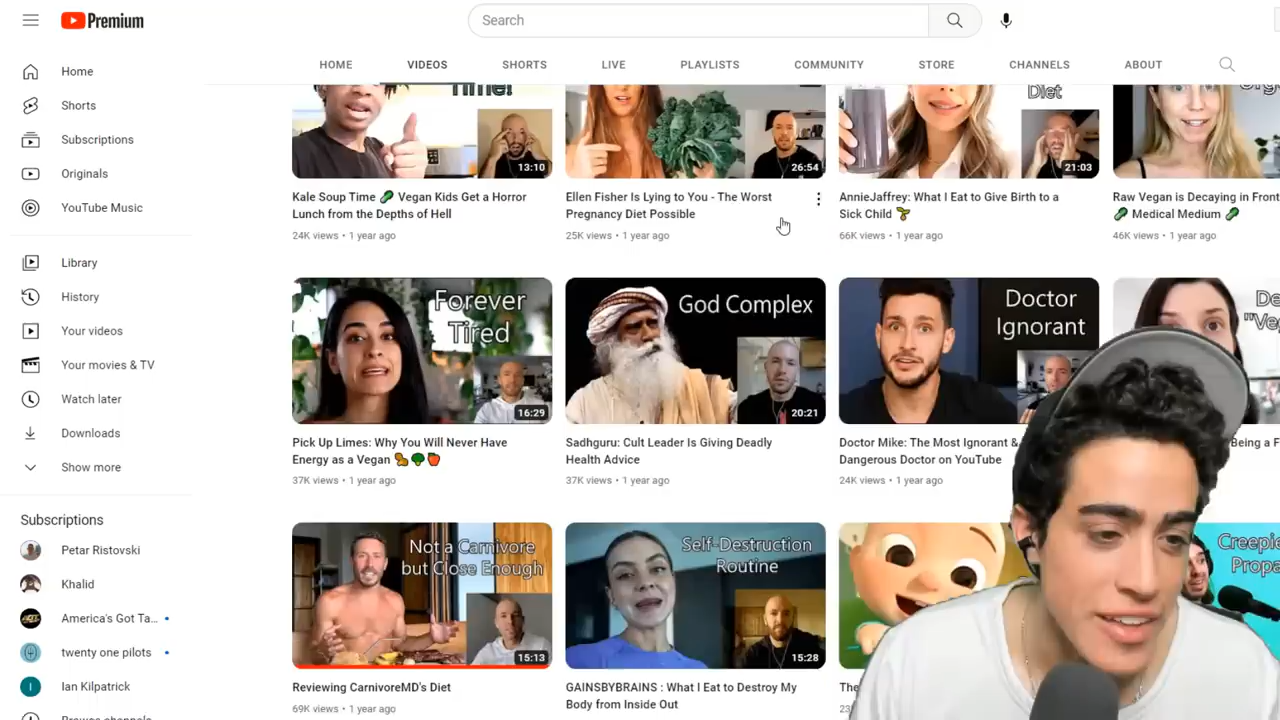 Premium
Search
HOME
VIDEOS
SHORTS
LIVE
PLAYLISTS
COMMUNITY
STORE
CHANNELS
ABOUT
Home
Shorts
Subscriptions
Originals
YouTube Music
Library
History
Your videos
Your movies & TV
Watch later
Downloads
Show more
Subscriptions
Petar Ristovski
Khalid
America's Got Ta...
twenty one pilots
Ian Kilpatrick
Time!
13:10
Kale Soup Time 🥒 Vegan Kids Get a Horror
Lunch from the Depths of Hell
24K views • 1 year ago
26:54
Ellen Fisher Is Lying to You - The Worst
Pregnancy Diet Possible
25K views • 1 year ago
Diet
21:03
AnnieJaffrey: What I Eat to Give Birth to a
Sick Child 🌱
66K views • 1 year ago
Raw Vegan is Decaying in Front
🥒 Medical Medium 🥒
46K views • 1 year ago
Forever
Tired
16:29
Pick Up Limes: Why You Will Never Have
Energy as a Vegan 🥕🥦🍎
37K views • 1 year ago
God Complex
20:21
Sadhguru: Cult Leader Is Giving Deadly
Health Advice
37K views • 1 year ago
Doctor
Ignorant
Doctor Mike: The Most Ignorant &
Dangerous Doctor on YouTube
24K views • 1 year ago
Being a F
Not a Carnivore
but Close Enough
15:13
Reviewing CarnivoreMD's Diet
69K views • 1 year ago
Self-Destruction
Routine
15:28
GAINSBYBRAINS : What I Eat to Destroy My
Body from Inside Out
The
23
Creepie
Propa